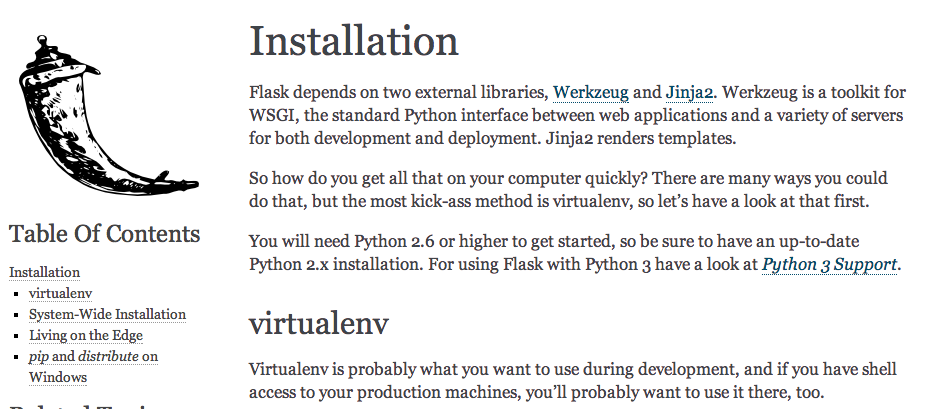 Installation
Flask depends on two external libraries, Werkzeug and Jinja2. Werkzeug is a toolkit for
WSGI, the standard Python interface between web applications and a variety of servers
for both development and deployment. Jinja2 renders templates.
So how do you get all that on your computer quickly? There are many ways you could
do that, but the most kick-ass method is virtualenv, so let’s have a look at that first.
You will need Python 2.6 or higher to get started, so be sure to have an up-to-date
Python 2.x installation. For using Flask with Python 3 have a look at Python 3 Support.
virtualenv
Virtualenv is probably what you want to use during development, and if you have shell
access to your production machines, you’ll probably want to use it there, too.
Table Of Contents
Installation
virtualenv
System-Wide Installation
Living on the Edge
pip and distribute on
Windows